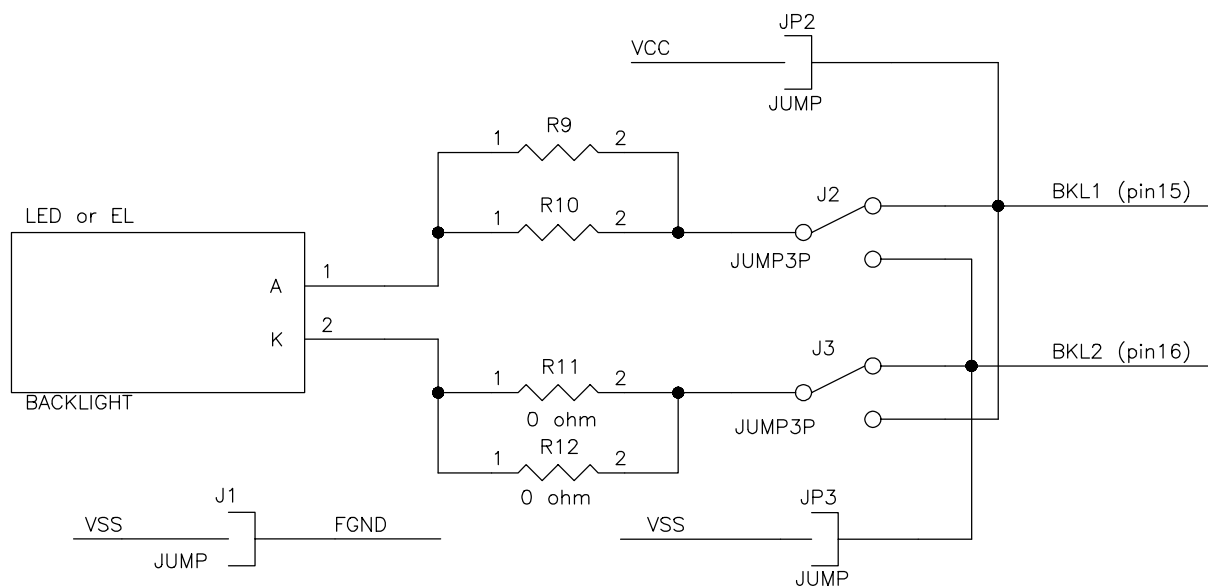 JP2
VCC
JUMP
R9
1 2
R10
1 2
J2
BKL1 (pin15)
LED or EL
JUMP3P
A 1
K 2
J3
BKL2 (pin16)
BACKLIGHT
R11
1 2
0 ohm
JUMP3P
R12
1 2
0 ohm
J1
VSS FGND
JUMP
JP3
VSS
JUMP